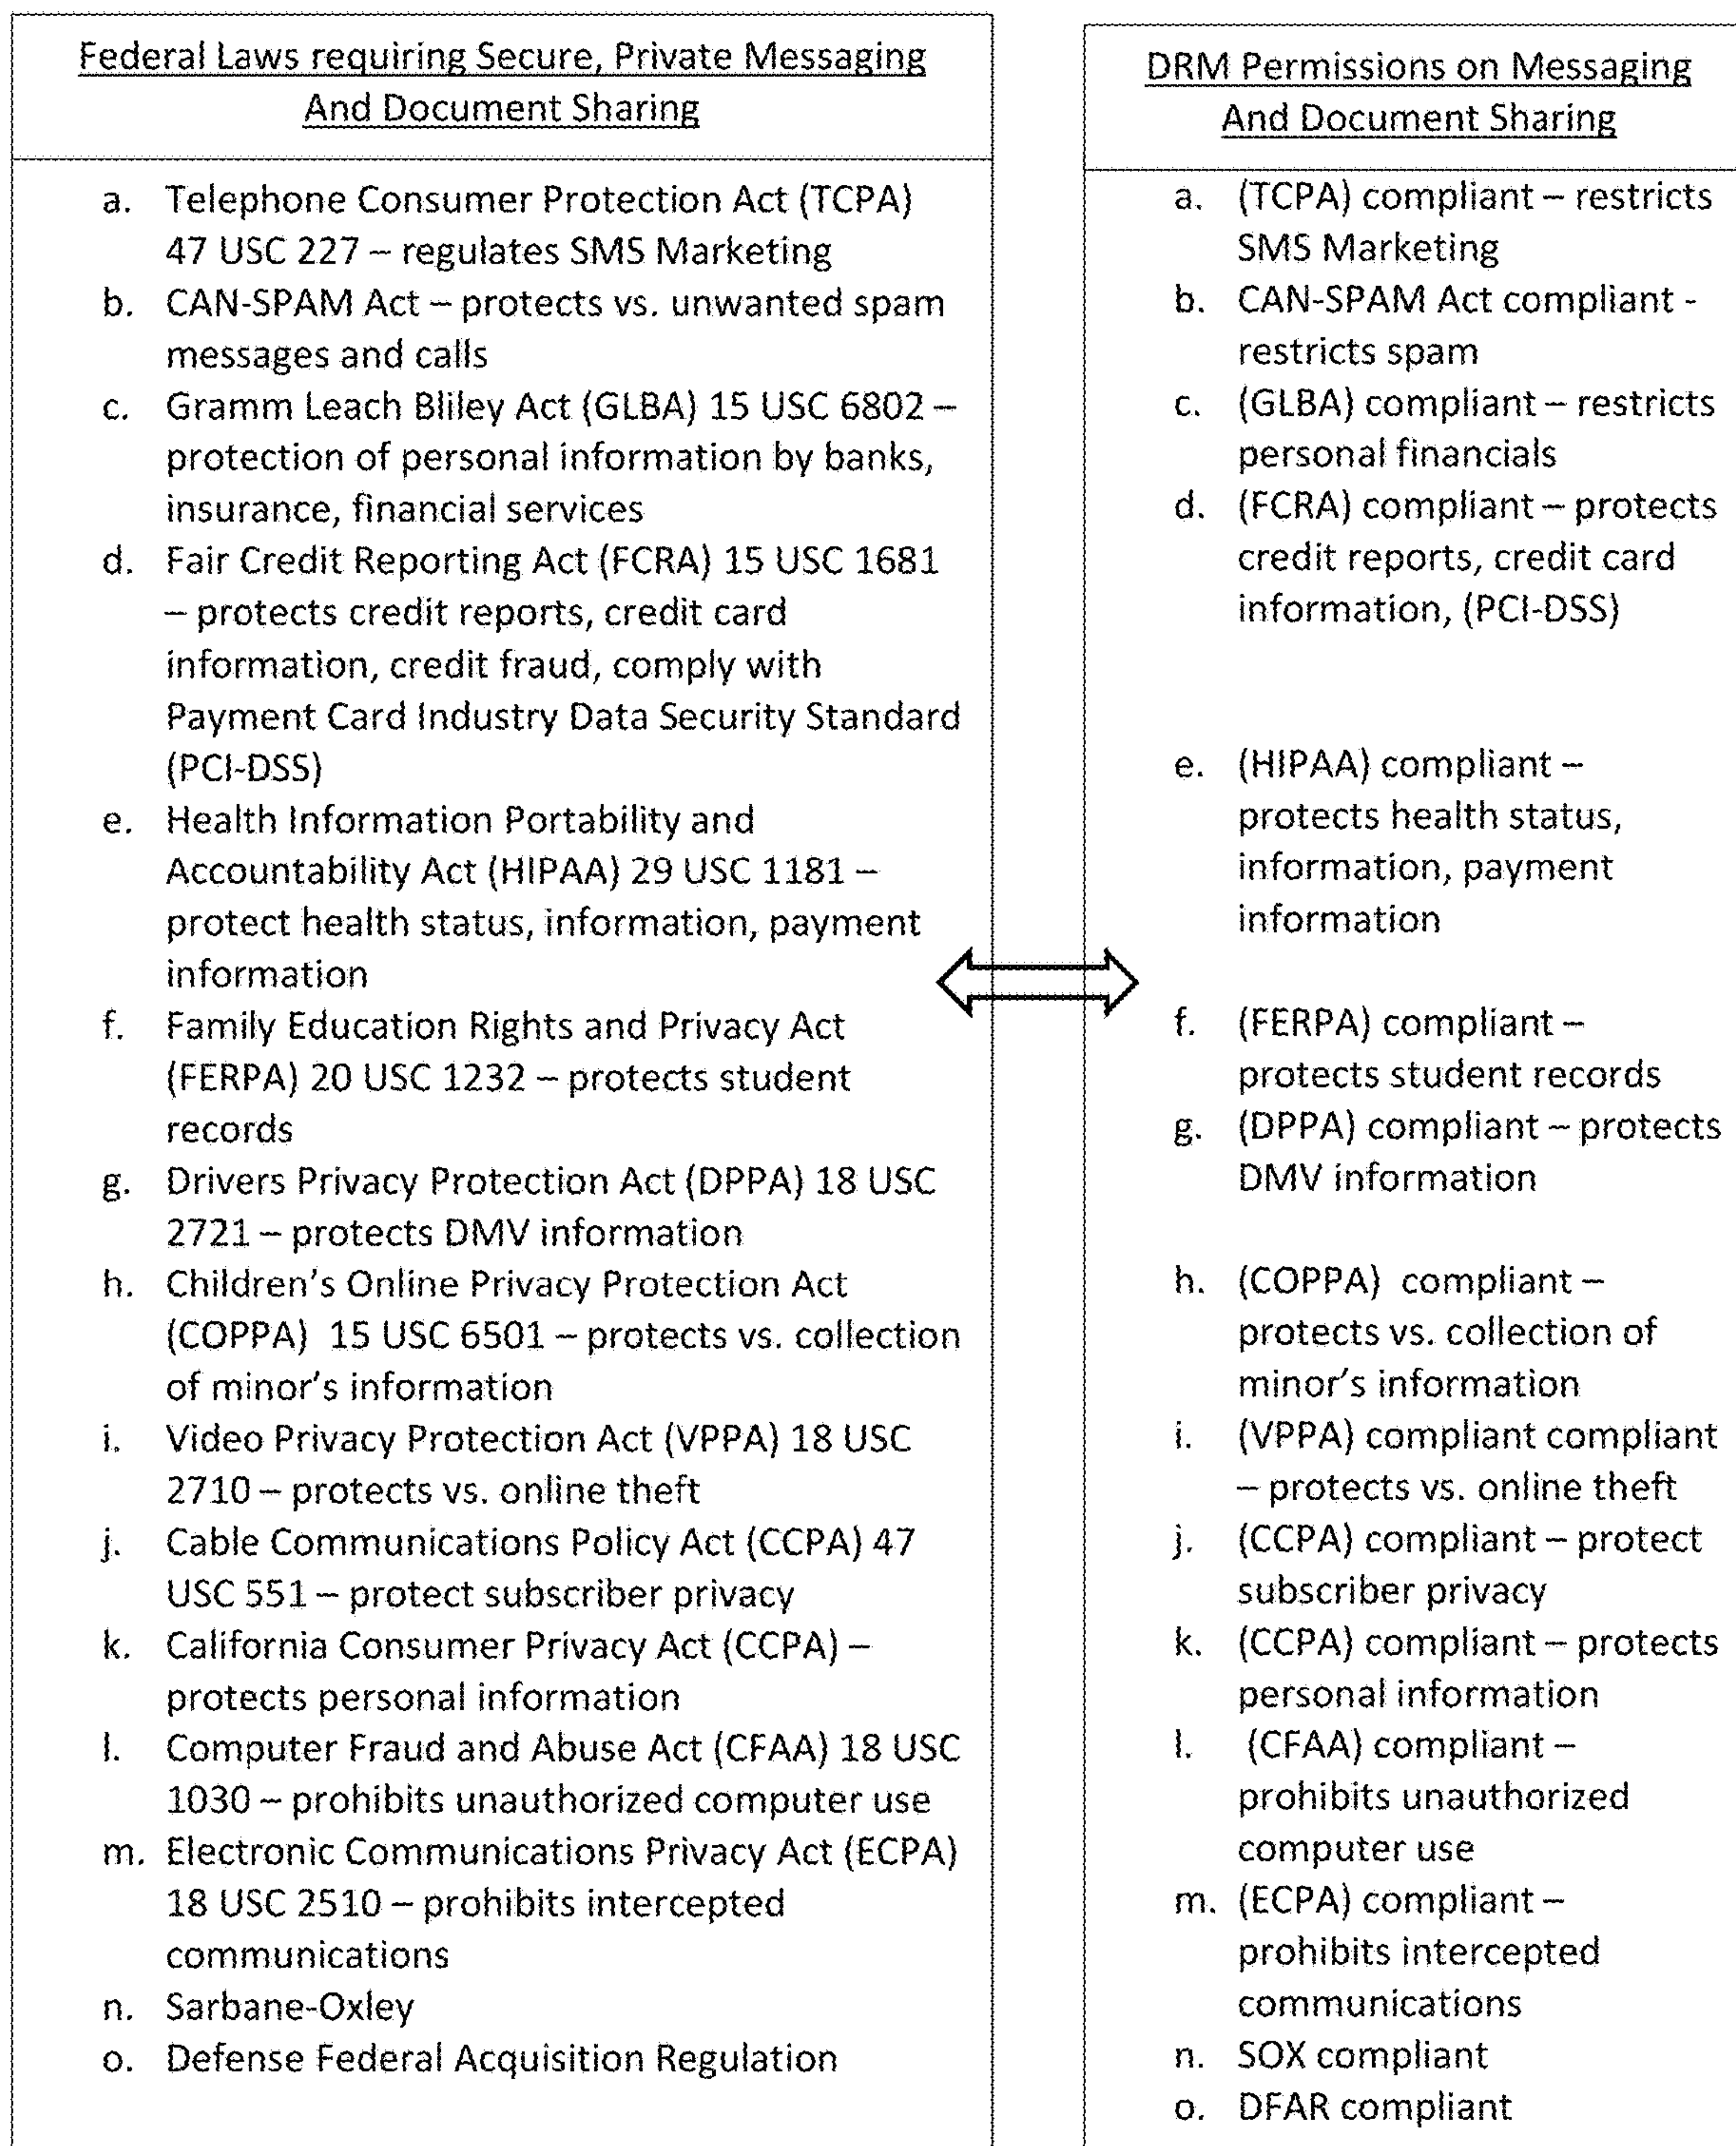 Federal Laws requiring Secure, Private Messaging
And Document Sharing
a. Telephone Consumer Protection Act (TCPA)
47 USC 227 – regulates SMS Marketing
b. CAN-SPAM Act – protects vs. unwanted spam
messages and calls
c. Gramm Leach Bliley Act (GLBA) 15 USC 6802 –
protection of personal information by banks,
insurance, financial services
d. Fair Credit Reporting Act (FCRA) 15 USC 1681
– protects credit reports, credit card
information, credit fraud, comply with
Payment Card Industry Data Security Standard
(PCI-DSS)
e. Health Information Portability and
Accountability Act (HIPAA) 29 USC 1181 –
protect health status, information, payment
information
f. Family Education Rights and Privacy Act
(FERPA) 20 USC 1232 – protects student
records
g. Drivers Privacy Protection Act (DPPA) 18 USC
2721 – protects DMV information
h. Children's Online Privacy Protection Act
(COPPA)  15 USC 6501 – protects vs. collection
of minor's information
i. Video Privacy Protection Act (VPPA) 18 USC
2710 – protects vs. online theft
j. Cable Communications Policy Act (CCPA) 47
USC 551 – protect subscriber privacy
k. California Consumer Privacy Act (CCPA) –
protects personal information
l. Computer Fraud and Abuse Act (CFAA) 18 USC
1030 – prohibits unauthorized computer use
m. Electronic Communications Privacy Act (ECPA)
18 USC 2510 – prohibits intercepted
communications
n. Sarbane-Oxley
o. Defense Federal Acquisition Regulation
DRM Permissions on Messaging
And Document Sharing
a. (TCPA) compliant – restricts
SMS Marketing
b. CAN-SPAM Act compliant -
restricts spam
c. (GLBA) compliant – restricts
personal financials
d. (FCRA) compliant – protects
credit reports, credit card
information, (PCI-DSS)
e. (HIPAA) compliant –
protects health status,
information, payment
information
f. (FERPA) compliant –
protects student records
g. (DPPA) compliant – protects
DMV information
h. (COPPA)  compliant –
protects vs. collection of
minor's information
i. (VPPA) compliant compliant
– protects vs. online theft
j. (CCPA) compliant – protect
subscriber privacy
k. (CCPA) compliant – protects
personal information
l. (CFAA) compliant –
prohibits unauthorized
computer use
m. (ECPA) compliant –
prohibits intercepted
communications
n. SOX compliant
o. DFAR compliant